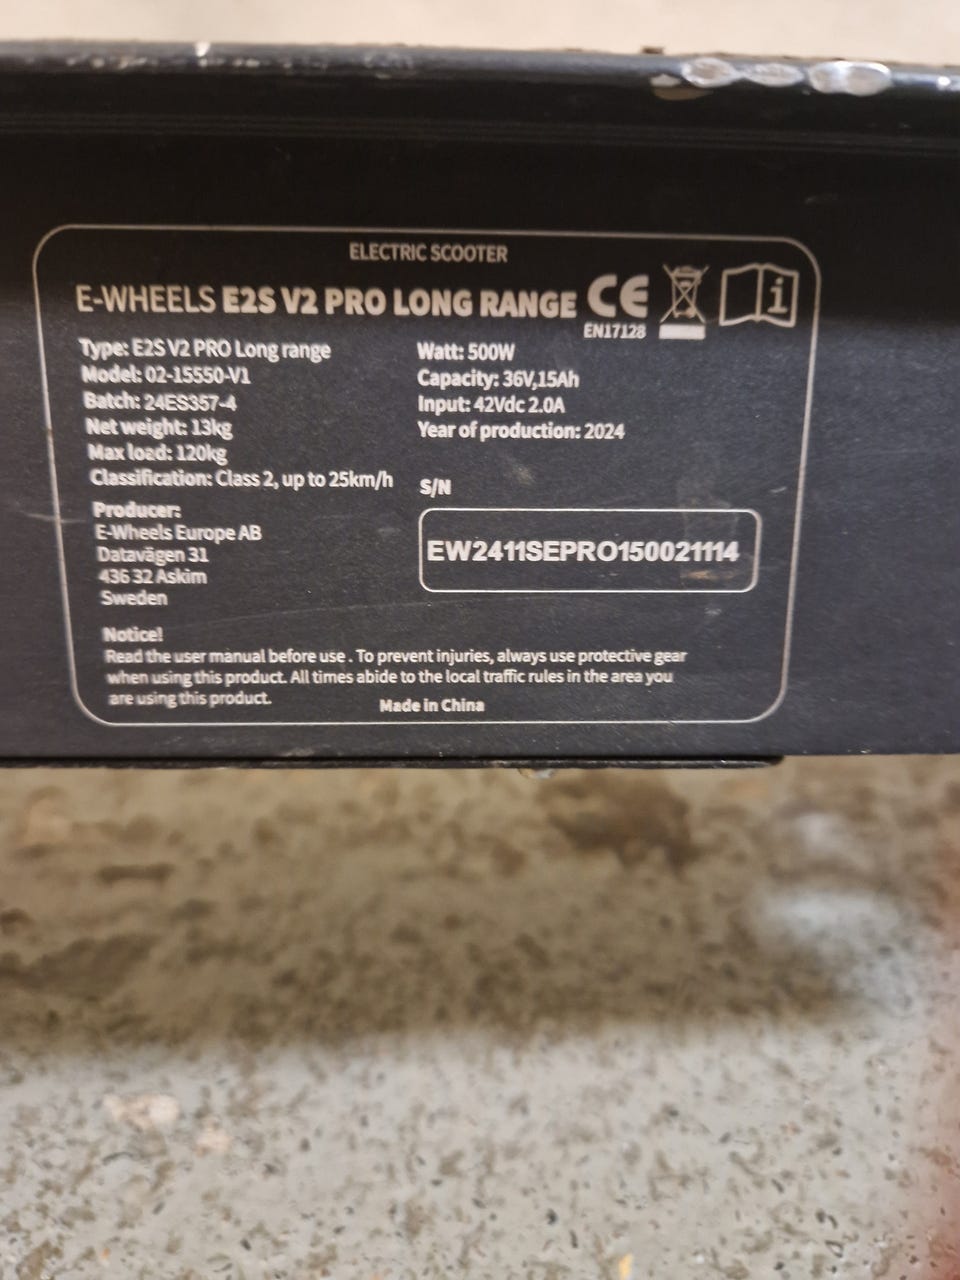 ELECTRIC SCOOTER
E-WHEELS E2S V2 PRO LONG RANGE CE
EN17128
Type: E2S V2 PRO Long range
Model: 02-15550-V1
Batch: 24ES357-4
Net weight: 13kg
Max load: 120kg
Classification: Class 2, up to 25km/h
Watt: 500W
Capacity: 36V,15Ah
Input: 42Vdc 2.0A
Year of production: 2024
Producer:
E-Wheels Europe AB
Datavägen 31
436 32 Askim
Sweden
S/N
EW2411SEPRO150021114
Notice!
Read the user manual before use . To prevent injuries, always use protective gear
when using this product. All times abide to the local traffic rules in the area you
are using this product.
Made in China